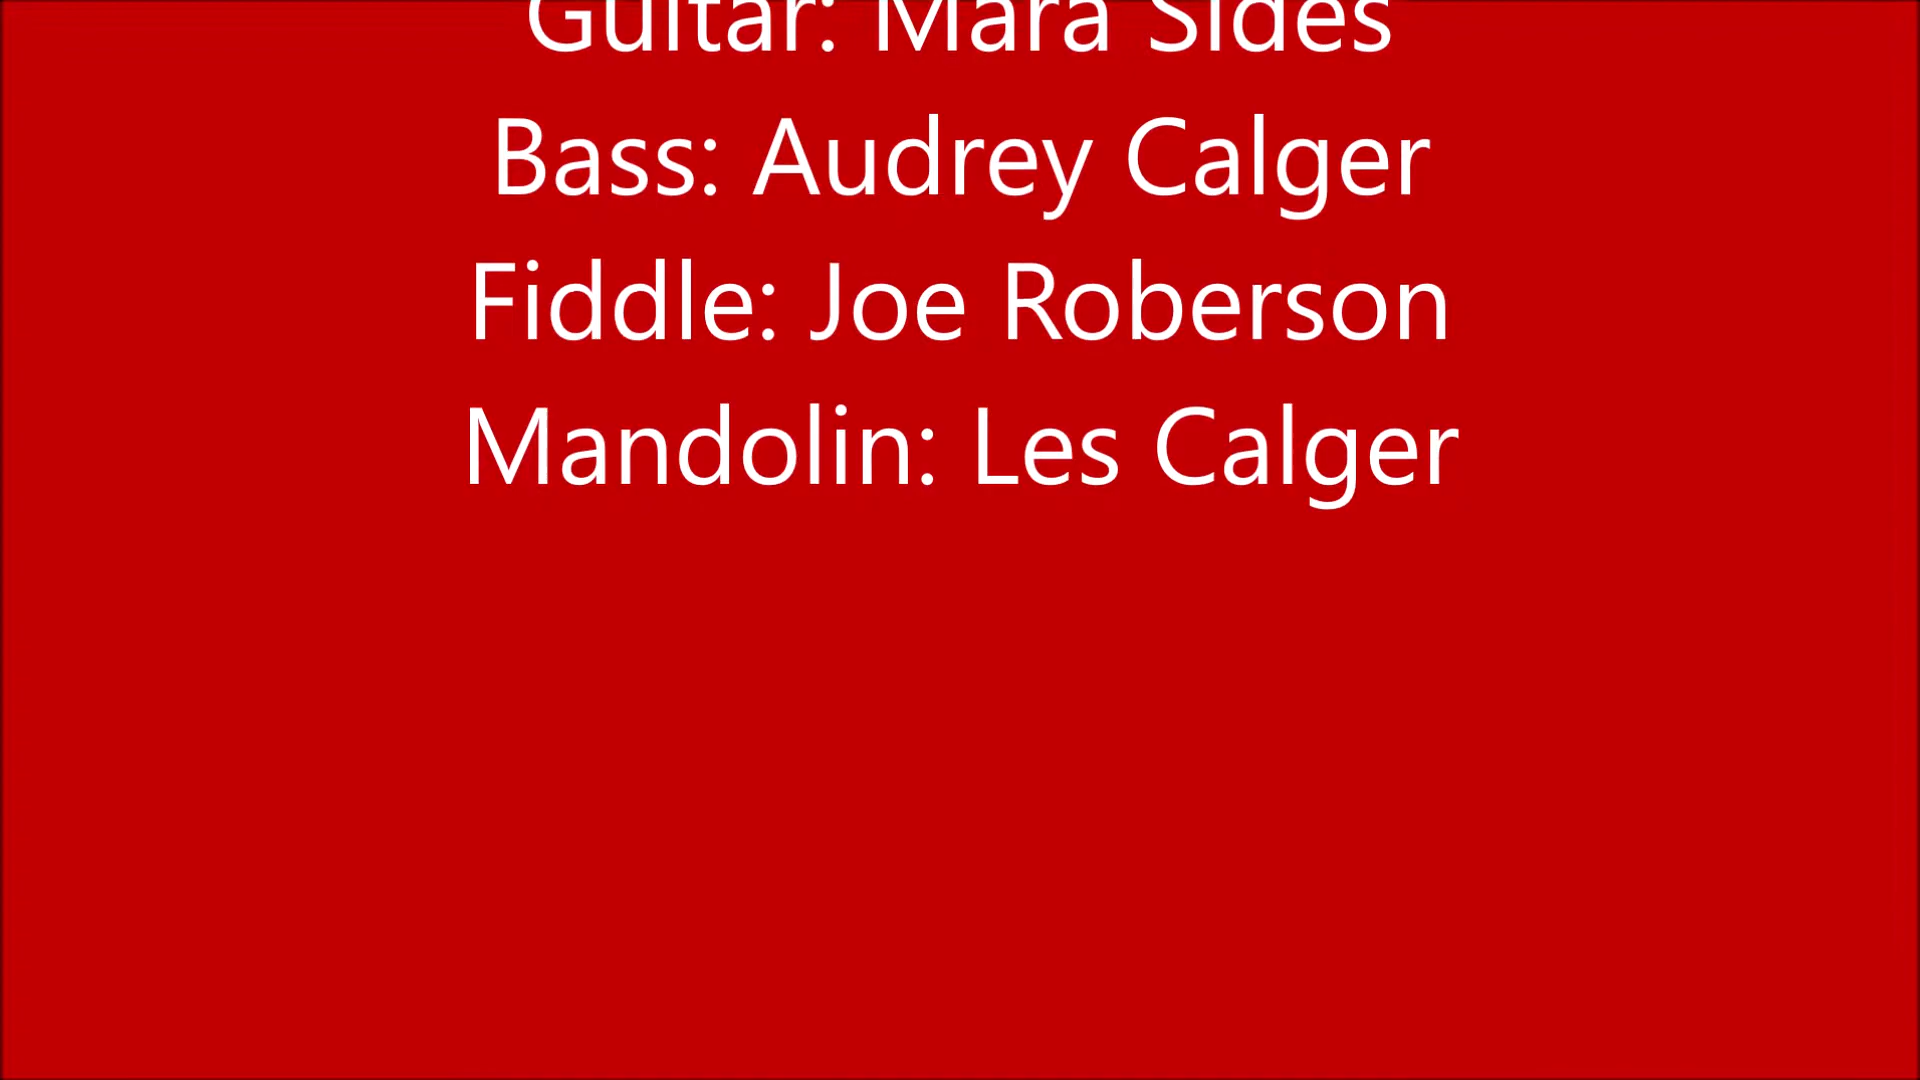 Guitar: Mara Sides
Bass: Audrey Calger
Fiddle: Joe Roberson
Mandolin: Les Calger